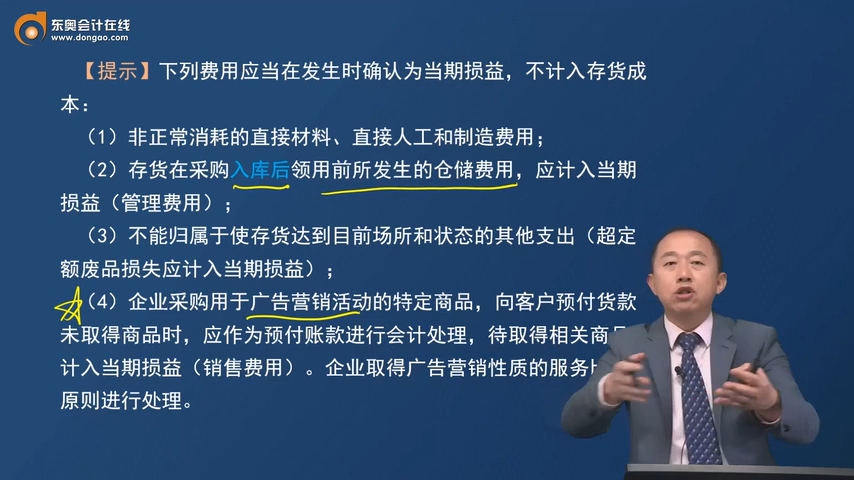 东奥会计在线
www.dongao.com
【提示】下列费用应当在发生时确认为当期损益，不计入存货成
本：
（1）非正常消耗的直接材料、直接人工和制造费用；
（2）存货在采购入库后领用前所发生的仓储费用，应计入当期
损益（管理费用）；
（3）不能归属于使存货达到目前场所和状态的其他支出（超定
额废品损失应计入当期损益）；
（4）企业采购用于广告营销活动的特定商品，向客户预付货款
未取得商品时，应作为预付账款进行会计处理，待取得相关商品
计入当期损益（销售费用）。企业取得广告营销性质的服务比
原则进行处理。